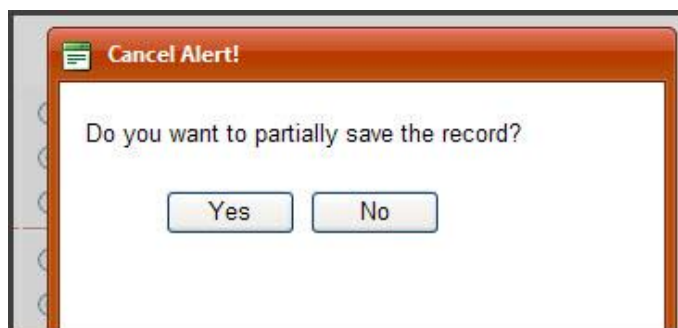 Cancel Alert!
Do you want to partially save the record?
Yes No